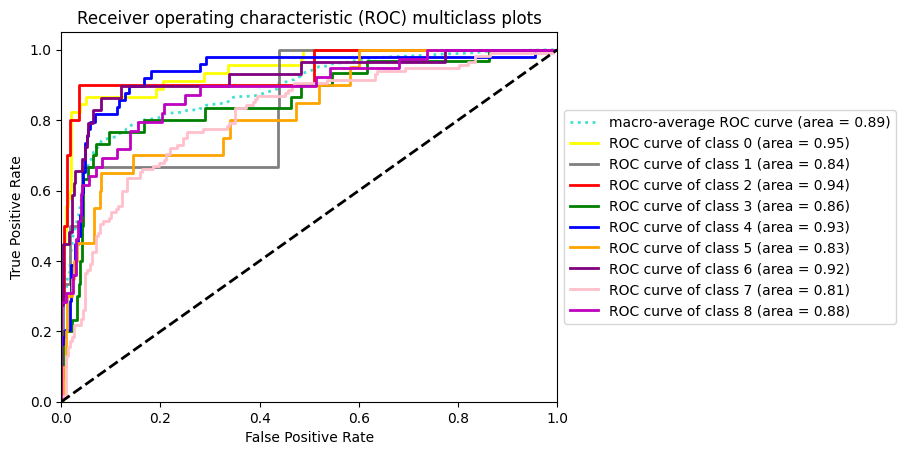 Receiver operating characteristic (ROC) multiclass plots
True Positive Rate
1.0
0.8
0.6
0.4
0.2
0.0
0.0 0.2 0.4 0.6 0.8 1.0
False Positive Rate
macro-average ROC curve (area = 0.89)
ROC curve of class 0 (area = 0.95)
ROC curve of class 1 (area = 0.84)
ROC curve of class 2 (area = 0.94)
ROC curve of class 3 (area = 0.86)
ROC curve of class 4 (area = 0.93)
ROC curve of class 5 (area = 0.83)
ROC curve of class 6 (area = 0.92)
ROC curve of class 7 (area = 0.81)
ROC curve of class 8 (area = 0.88)